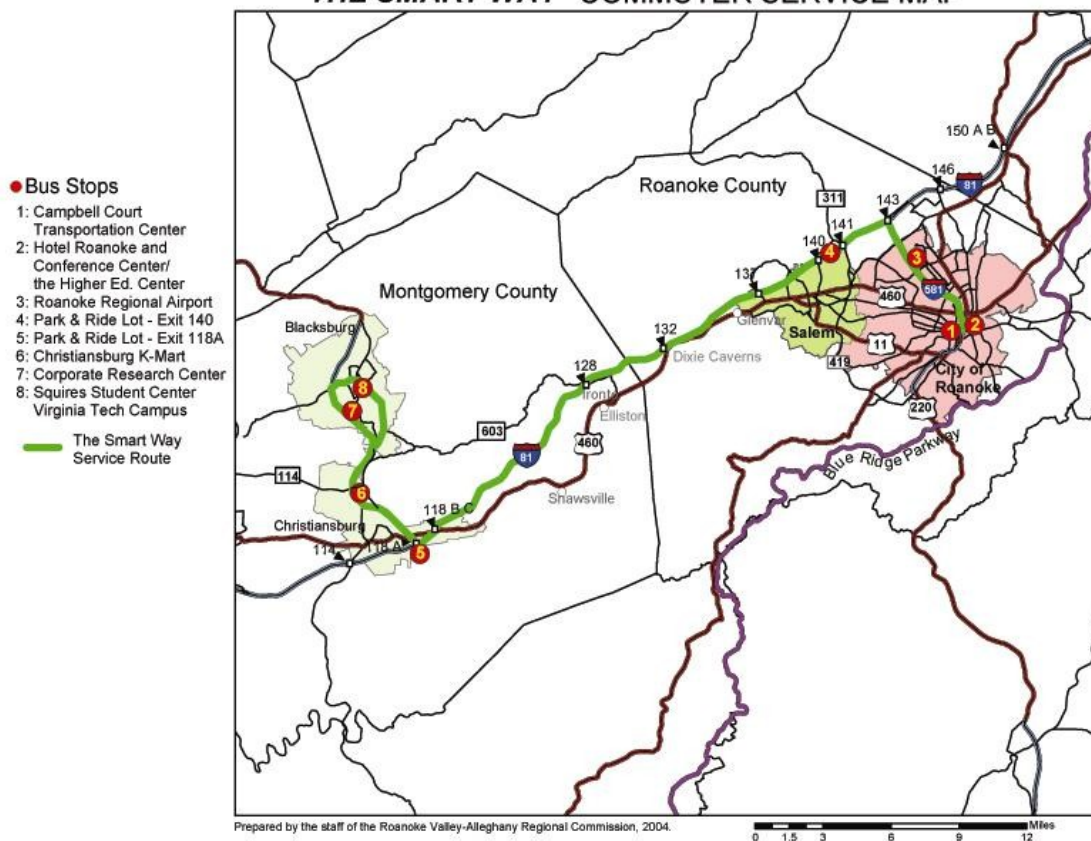 THE SMART WAY COMMUTER SERVICE MAP
Bus Stops
1: Campbell Court
Transportation Center
2: Hotel Roanoke and
Conference Center/
the Higher Ed. Center
3: Roanoke Regional Airport
4: Park & Ride Lot - Exit 140
5: Park & Ride Lot - Exit 118A
6: Christiansburg K-Mart
7: Corporate Research Center
8: Squires Student Center
Virginia Tech Campus
The Smart Way
Service Route
150 A B
146
81
Roanoke County
311
143
141
140
4
3
137
581
460
Montgomery County
Glenvar
Salem
1
2
Blacksburg
132
Dixie Caverns
11
419
City of
Roanoke
128
8
7
Elliston
220
603
460
81
Blue Ridge Parkway
114
6
Shawsville
118 B C
Christiansburg
118 A
5
114
Prepared by the staff of the Roanoke Valley-Alleghany Regional Commission, 2004.
Miles
0 1.5 3 6 9 12